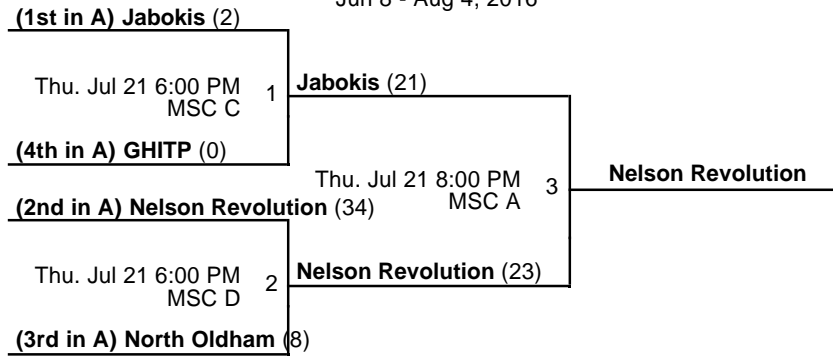 Jun 8 - Aug 4, 2016
(1st in A) Jabokis (2)
Thu. Jul 21 6:00 PM 1
MSC C
Jabokis (21)
(4th in A) GHITP (0)
Thu. Jul 21 8:00 PM 3
MSC A
Nelson Revolution
(2nd in A) Nelson Revolution (34)
Thu. Jul 21 6:00 PM 2
MSC D
Nelson Revolution (23)
(3rd in A) North Oldham (8)